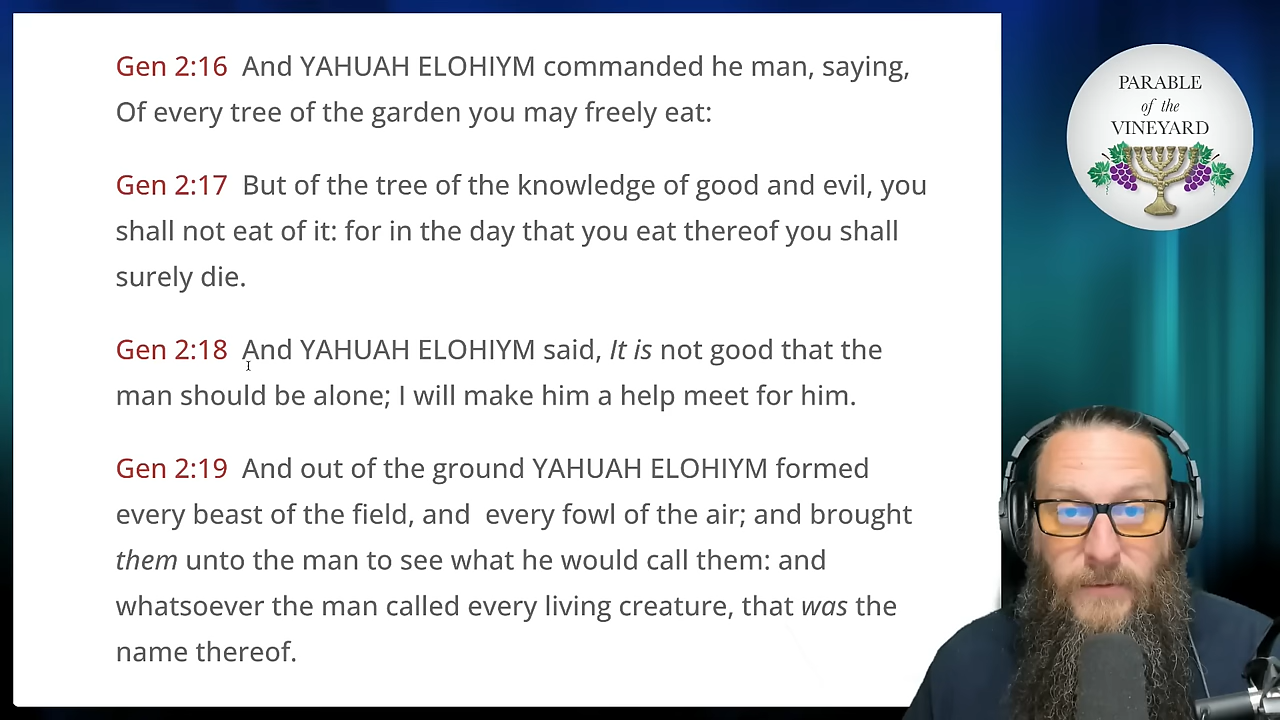 Gen 2:16 And YAHUAH ELOHIYM commanded he man, saying,
Of every tree of the garden you may freely eat:
Gen 2:17 But of the tree of the knowledge of good and evil, you
shall not eat of it: for in the day that you eat thereof you shall
surely die.
Gen 2:18 And YAHUAH ELOHIYM said, It is not good that the
man should be alone; I will make him a help meet for him.
Gen 2:19 And out of the ground YAHUAH ELOHIYM formed
every beast of the field, and every fowl of the air; and brought
them unto the man to see what he would call them: and
whatsoever the man called every living creature, that was the
name thereof.
PARABLE
of the
VINEYARD